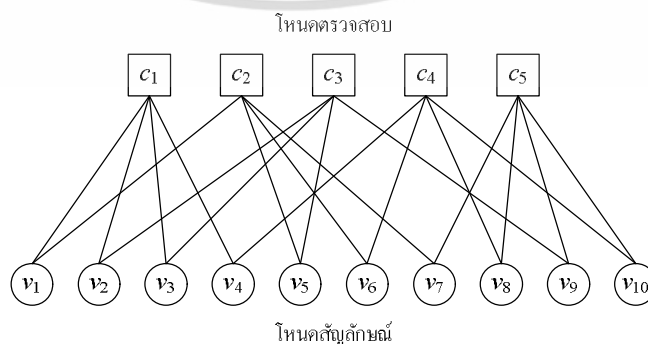 โหนดตรวจสอบ
c1 c2 c3 c4 c5
v1 v2 v3 v4 v5 v6 v7 v8 v9 v10
โหนดสัญลักษณ์